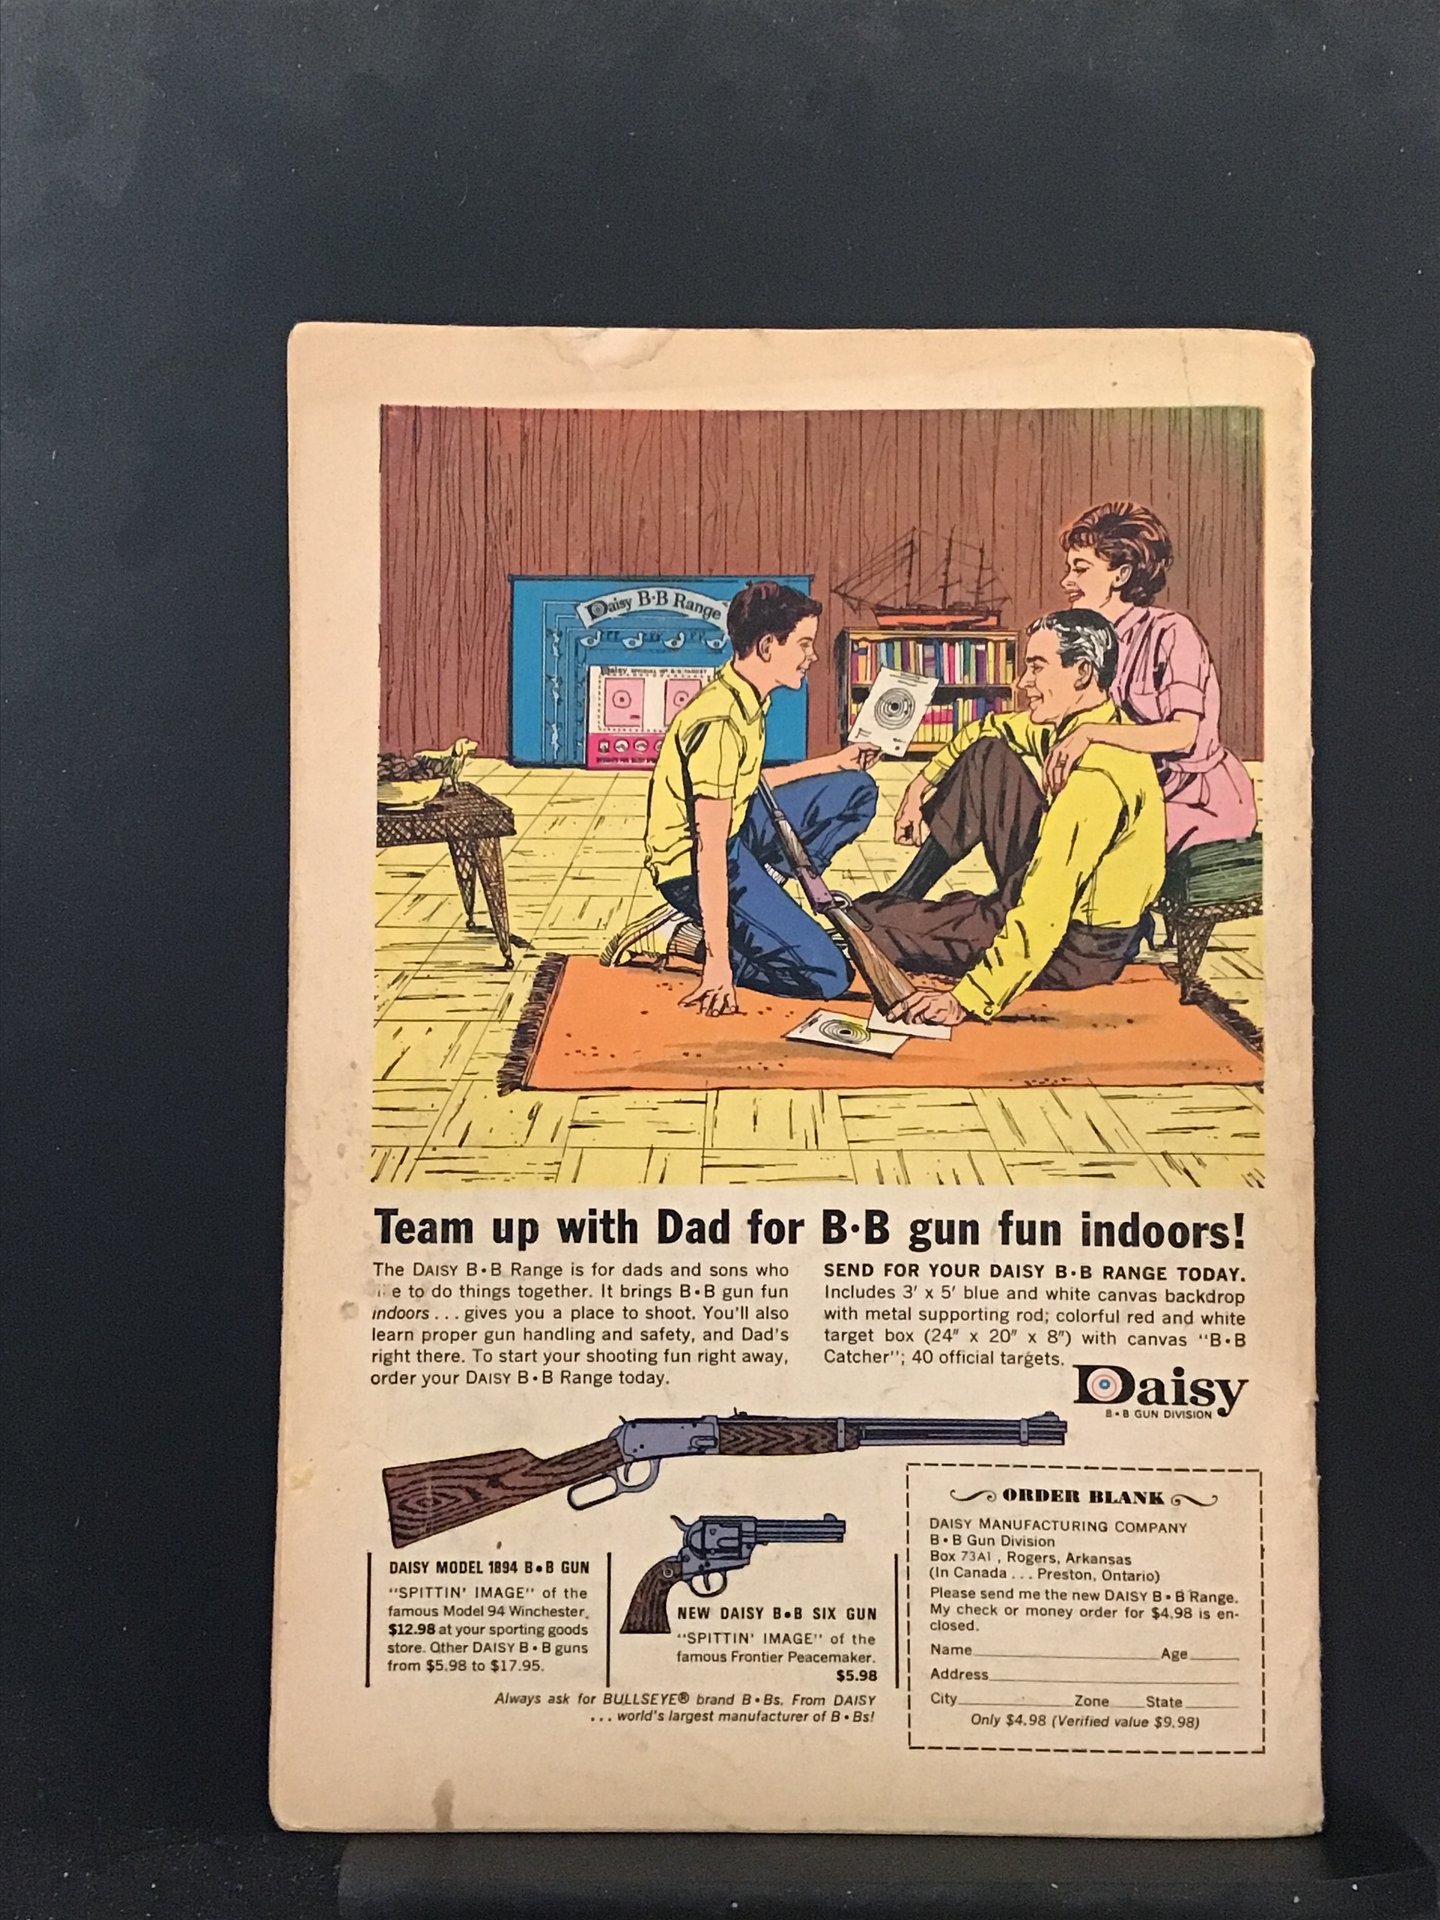 Daisy B•B Range
Daisy SPECIAL B•B TARGET
Team up with Dad for B•B gun fun indoors!
The DAISY B•B Range is for dads and sons who
e to do things together. It brings B•B gun fun
indoors... gives you a place to shoot. You'll also
learn proper gun handling and safety, and Dad's
right there. To start your shooting fun right away,
order your DAISY B•B Range today.
SEND FOR YOUR DAISY B•B RANGE TODAY.
Includes 3' x 5' blue and white canvas backdrop
with metal supporting rod; colorful red and white
target box (24" x 20" x 8") with canvas "B•B
Catcher"; 40 official targets.
Daisy
B•B GUN DIVISION
DAISY MODEL 1894 B•B GUN
"SPITTIN' IMAGE" of the
famous Model 94 Winchester.
$12.98 at your sporting goods
store. Other DAISY B•B guns
from $5.98 to $17.95.
NEW DAISY B•B SIX GUN
"SPITTIN' IMAGE" of the
famous Frontier Peacemaker.
$5.98
Always ask for BULLSEYE® brand B•Bs. From DAISY
... world's largest manufacturer of B•Bs!
ORDER BLANK
DAISY MANUFACTURING COMPANY
B•B Gun Division
Box 73A1, Rogers, Arkansas
(In Canada... Preston, Ontario)
Please send me the new DAISY B•B Range.
My check or money order for $4.98 is en-
closed.
Name Age
Address
City Zone State
Only $4.98 (Verified value $9.98)